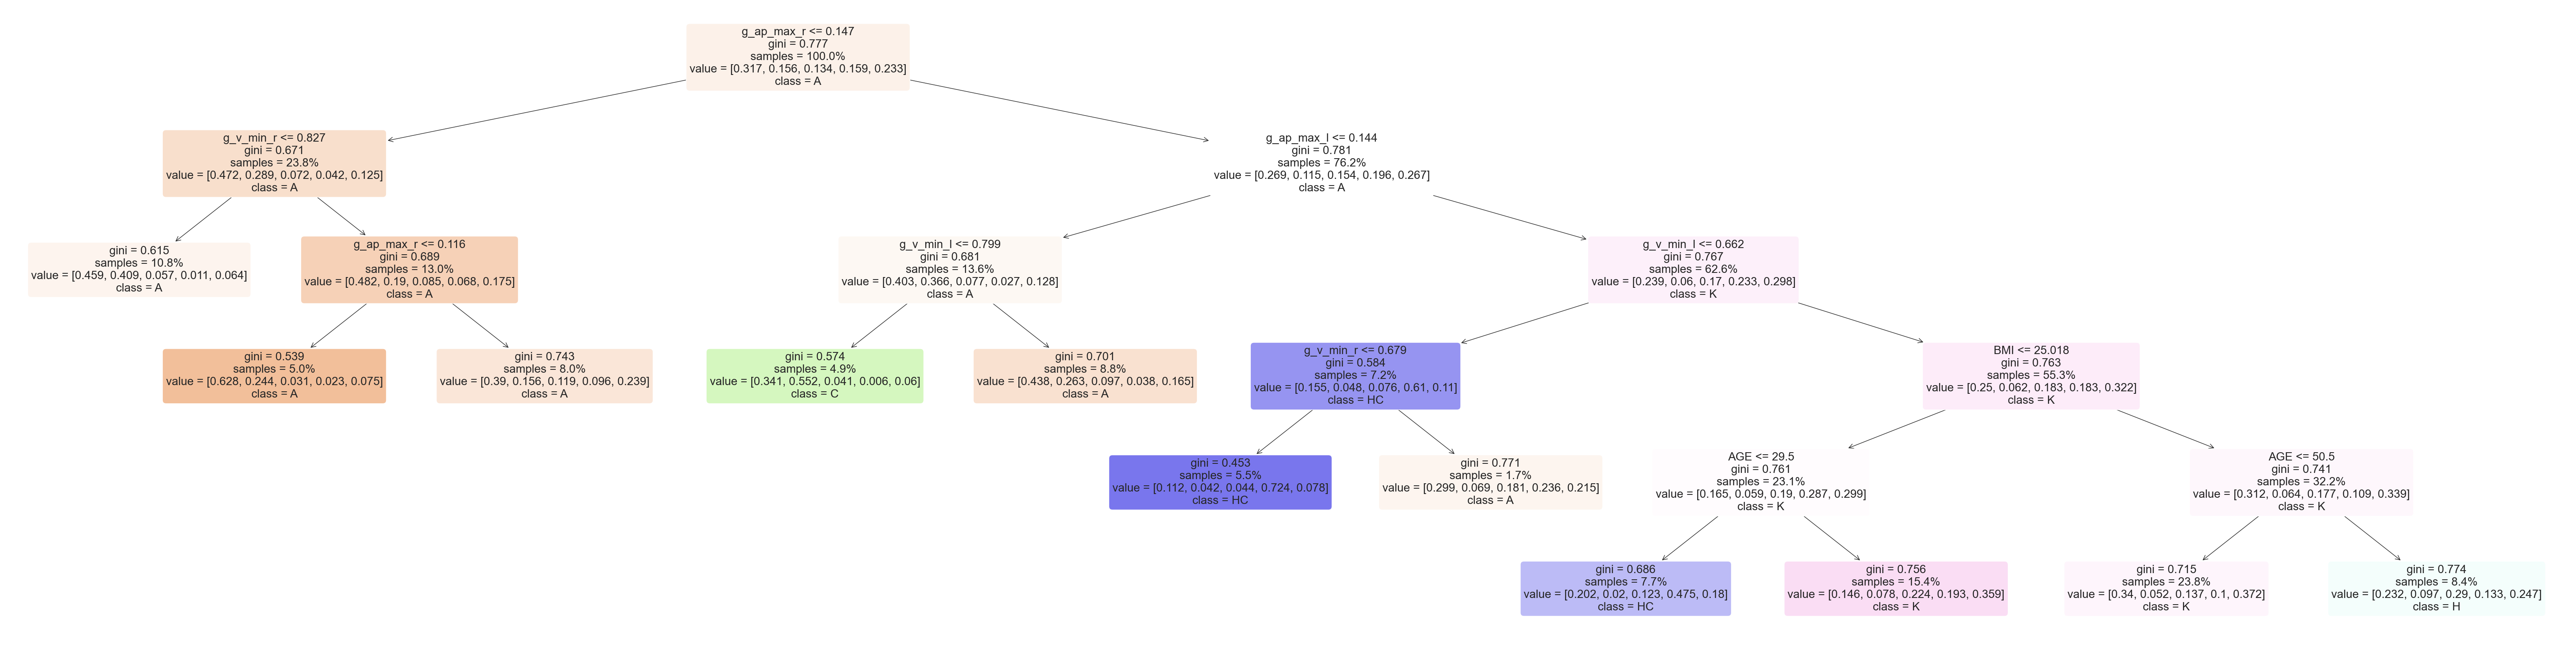 g_ap_max_r <= 0.147
gini = 0.777
samples = 100.0%
value = [0.317, 0.156, 0.134, 0.159, 0.233]
class = A
g_v_min_r <= 0.827
gini = 0.671
samples = 23.8%
value = [0.472, 0.289, 0.072, 0.042, 0.125]
class = A
g_ap_max_l <= 0.144
gini = 0.781
samples = 76.2%
value = [0.269, 0.115, 0.154, 0.196, 0.267]
class = A
gini = 0.615
samples = 10.8%
value = [0.459, 0.409, 0.057, 0.011, 0.064]
class = A
g_ap_max_r <= 0.116
gini = 0.689
samples = 13.0%
value = [0.482, 0.19, 0.085, 0.068, 0.175]
class = A
g_v_min_l <= 0.799
gini = 0.681
samples = 13.6%
value = [0.403, 0.366, 0.077, 0.027, 0.128]
class = A
g_v_min_l <= 0.662
gini = 0.767
samples = 62.6%
value = [0.239, 0.06, 0.17, 0.233, 0.298]
class = K
gini = 0.539
samples = 5.0%
value = [0.628, 0.244, 0.031, 0.023, 0.075]
class = A
gini = 0.743
samples = 8.0%
value = [0.39, 0.156, 0.119, 0.096, 0.239]
class = A
gini = 0.574
samples = 4.9%
value = [0.341, 0.552, 0.041, 0.006, 0.06]
class = C
gini = 0.701
samples = 8.8%
value = [0.438, 0.263, 0.097, 0.038, 0.165]
class = A
g_v_min_r <= 0.679
gini = 0.584
samples = 7.2%
value = [0.155, 0.048, 0.076, 0.61, 0.11]
class = HC
BMI <= 25.018
gini = 0.763
samples = 55.3%
value = [0.25, 0.062, 0.183, 0.183, 0.322]
class = K
gini = 0.453
samples = 5.5%
value = [0.112, 0.042, 0.044, 0.724, 0.078]
class = HC
gini = 0.771
samples = 1.7%
value = [0.299, 0.069, 0.181, 0.236, 0.215]
class = A
AGE <= 29.5
gini = 0.761
samples = 23.1%
value = [0.165, 0.059, 0.19, 0.287, 0.299]
class = K
AGE <= 50.5
gini = 0.741
samples = 32.2%
value = [0.312, 0.064, 0.177, 0.109, 0.339]
class = K
gini = 0.686
samples = 7.7%
value = [0.202, 0.02, 0.123, 0.475, 0.18]
class = HC
gini = 0.756
samples = 15.4%
value = [0.146, 0.078, 0.224, 0.193, 0.359]
class = K
gini = 0.715
samples = 23.8%
value = [0.34, 0.052, 0.137, 0.1, 0.372]
class = K
gini = 0.774
samples = 8.4%
value = [0.232, 0.097, 0.29, 0.133, 0.247]
class = H